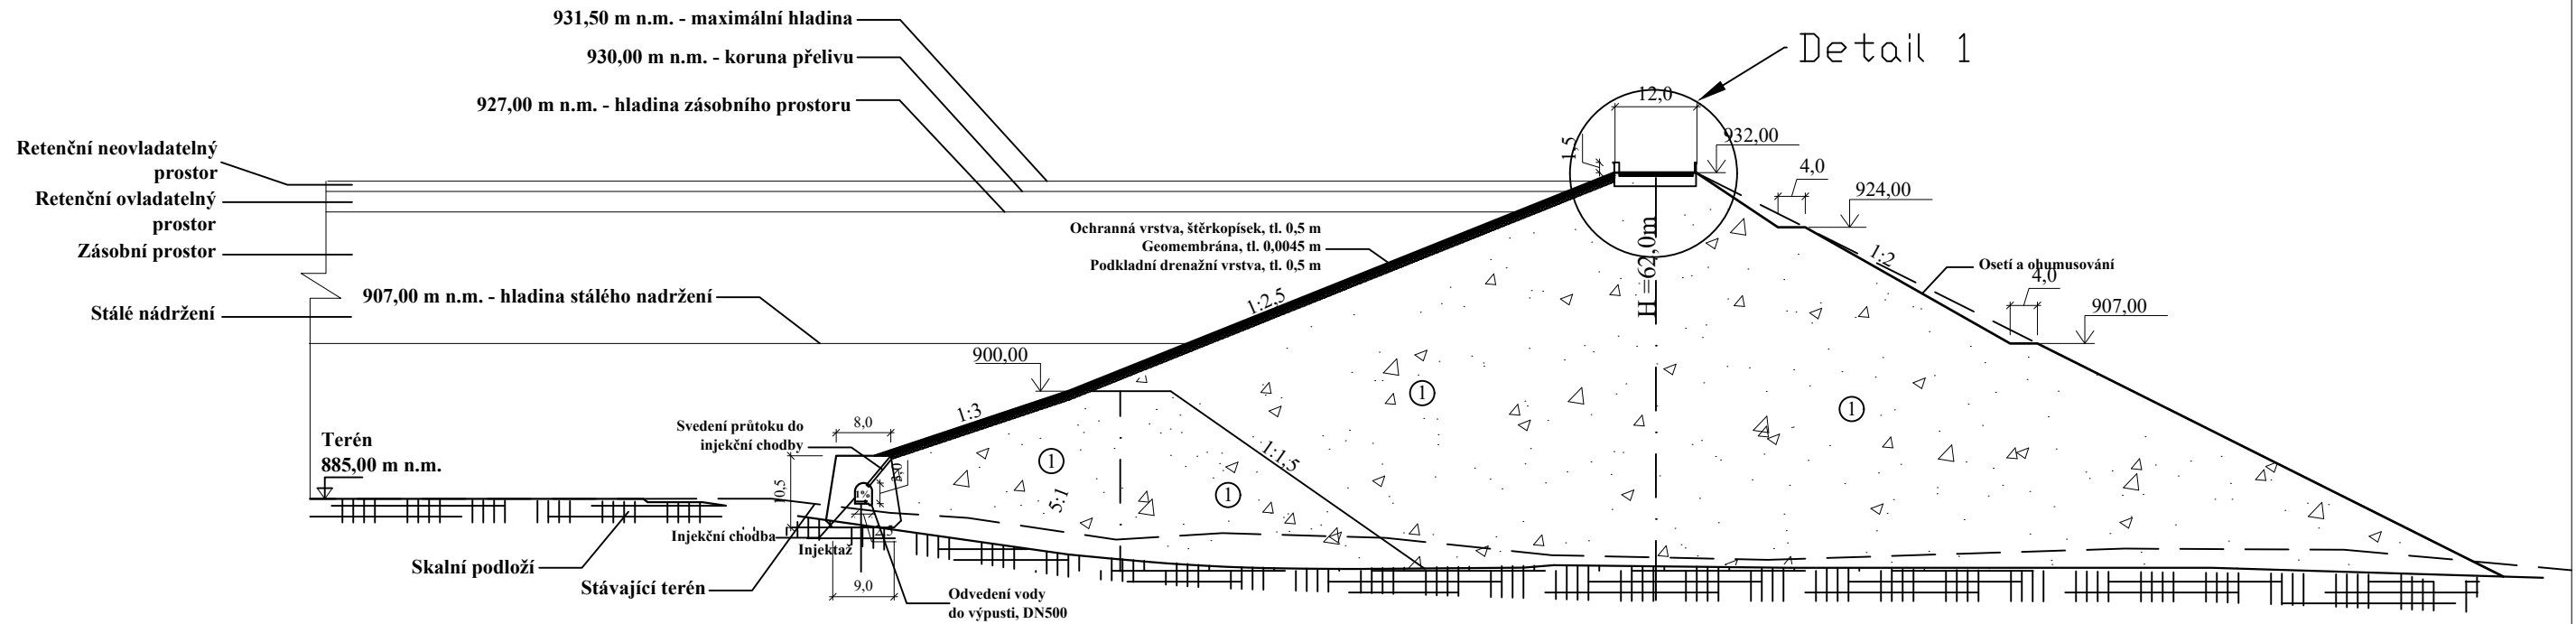 931,50 m n.m. - maximální hladina
930,00 m n.m. - koruna přelivu
927,00 m n.m. - hladina zásobního prostoru
Detail 1
12,0
1,5
932,00
4,0
924,00
Retenční neovladatelný
prostor
Retenční ovladatelný
prostor
Zásobní prostor
Stálé nádržení
907,00 m n.m. - hladina stálého nadržení
Ochranná vrstva, štěrkopísek, tl. 0,5 m
Geomembrána, tl. 0,0045 m
Podkladní drenažní vrstva, tl. 0,5 m
1:2,5
H =62,0m
1:2
Osetí a ohumusování
4,0
907,00
900,00
1:3
1
1
1:1,5
1
5:1
1
Svedení průtoku do
injekční chodby
8,0
10,5
1%
2,5
Terén
885,00 m n.m.
Injekční chodba
Injektaž
9,0
Skalní podloží
Stávající terén
Odvedení vody
do výpusti, DN500